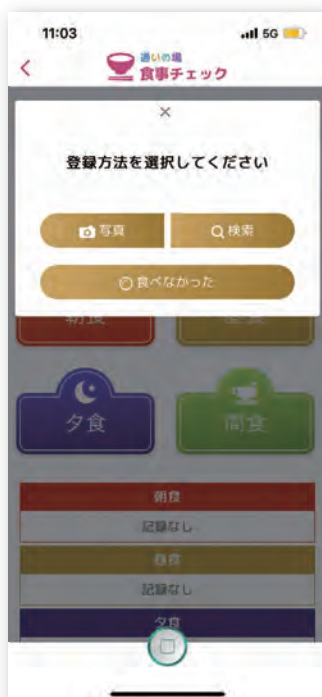 11:03
5G
通いの場
食事チェック
×
登録方法を選択してください
写真
検索
食べなかった
朝食
昼食
夕食
間食
朝食
記録なし
昼食
記録なし
夕食